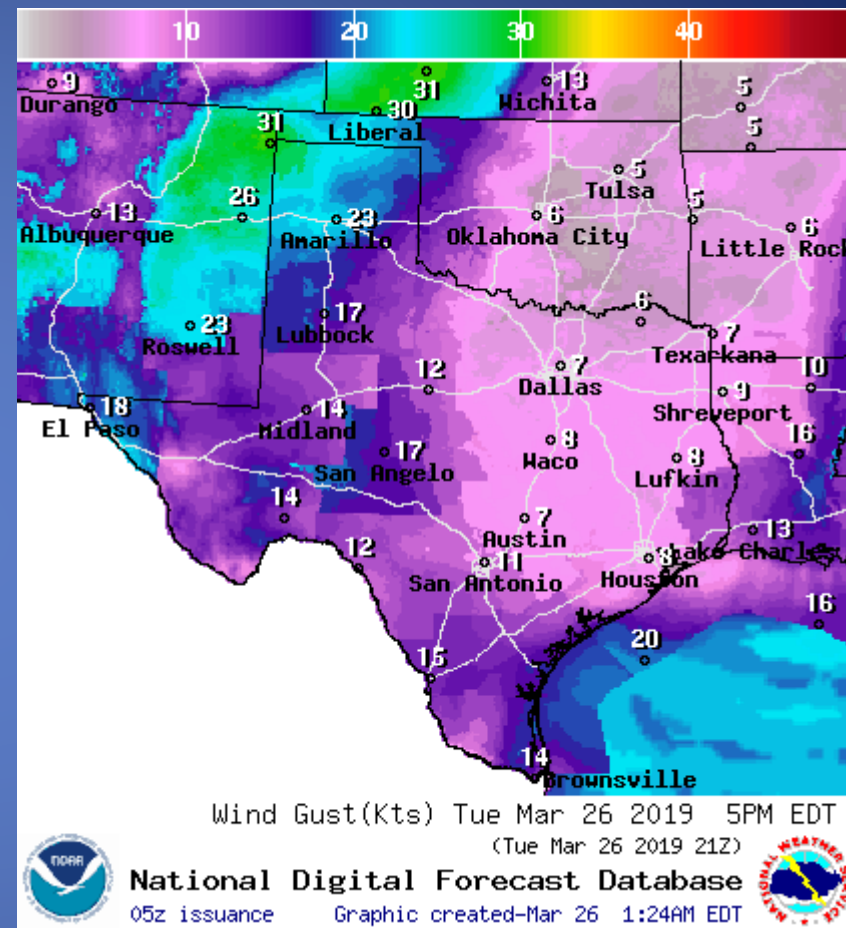 10 20 30 40
9
Durango
31
30
Liberal
13
Wichita
5
5
31
5
Tulsa
13
Albuquerque
26
23
Amarillo
6
Oklahoma City
5
6
Little Rock
23
Roswell
17
Lubbock
6
7
Texarkana
12
7
Dallas
9
Shreveport
10
18
El Paso
14
Midland
17
San Angelo
8
Waco
8
Lufkin
16
14
7
Austin
13
Lake Charles
12
11
San Antonio
8
Houston
16
15
20
14
Brownsville
Wind Gust(Kts) Tue Mar 26 2019 5PM EDT
(Tue Mar 26 2019 21Z)
NOAA
National Digital Forecast Database
05z issuance Graphic created-Mar 26 1:24AM EDT
NATIONAL WEATHER SERVICE